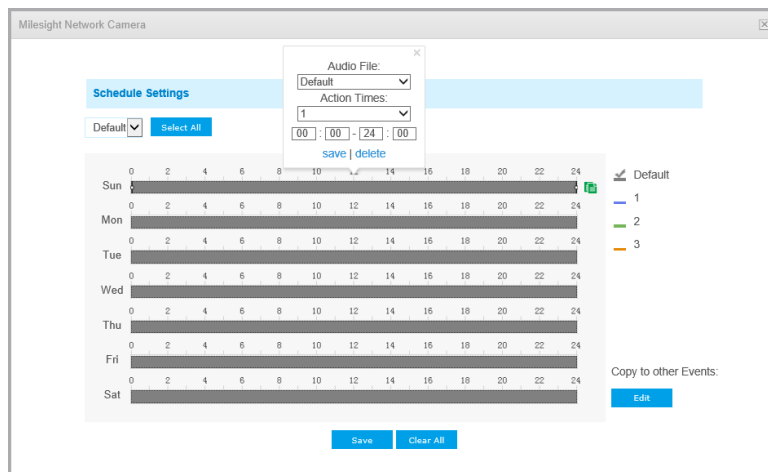 Milesight Network Camera
Audio File:
Default
Action Times:
1
00 : 00 - 24 : 00
save | delete
Schedule Settings
Default Select All
0 2 4 6 8 10 12 14 16 18 20 22 24
Sun
0 2 4 6 8 10 12 14 16 18 20 22 24
Mon
0 2 4 6 8 10 12 14 16 18 20 22 24
Tue
0 2 4 6 8 10 12 14 16 18 20 22 24
Wed
0 2 4 6 8 10 12 14 16 18 20 22 24
Thu
0 2 4 6 8 10 12 14 16 18 20 22 24
Fri
0 2 4 6 8 10 12 14 16 18 20 22 24
Sat
Default
1
2
3
Copy to other Events:
Edit
Save Clear All